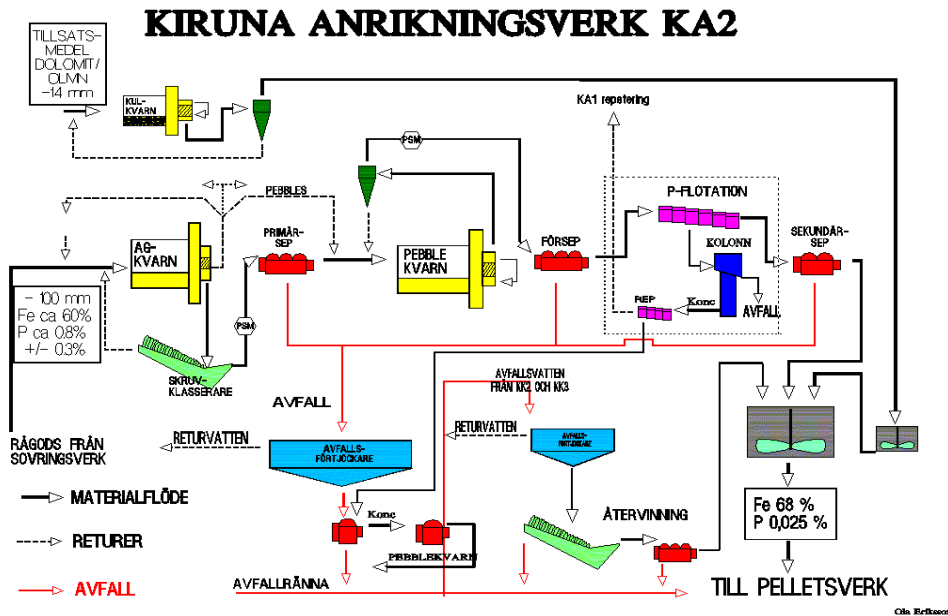 KIRUNA ANRIKNINGSVERK KA2
TILLSATS-
MEDEL
DOLOMIT/
OLIVIN
-14 mm
KUL-
KVARN
KA1 repetering
PSM
P-FLOTATION
PEBBLES
PRIMÄR-
SEP
AG-
KVARN
PEBBLE
KVARN
FÖRSEP
KOLONN
SEKUNDÄR-
SEP
- 100 mm
Fe ca 60%
P ca 0.8%
+/- 0.3%
PSM
REP
Konc
AVFALL
SKRUV-
KLASSERARE
AVFALL
AVFALLSVATTEN
FRÅN KK2 OCH KK3
RÅGODS FRÅN
SOVRINGSVERK
RETURVATTEN
AVFALLS-
FÖRTJOCKARE
RETURVATTEN
AVFALLS-
FÖRTJOCKARE
MATERIALFLÖDE
Fe 68 %
P 0,025 %
Konc
ÅTERVINNING
RETURER
PEBBLEKVARN
AVFALL
AVFALLRÄNNA
TILL PELLETSVERK
Ola Eriksson